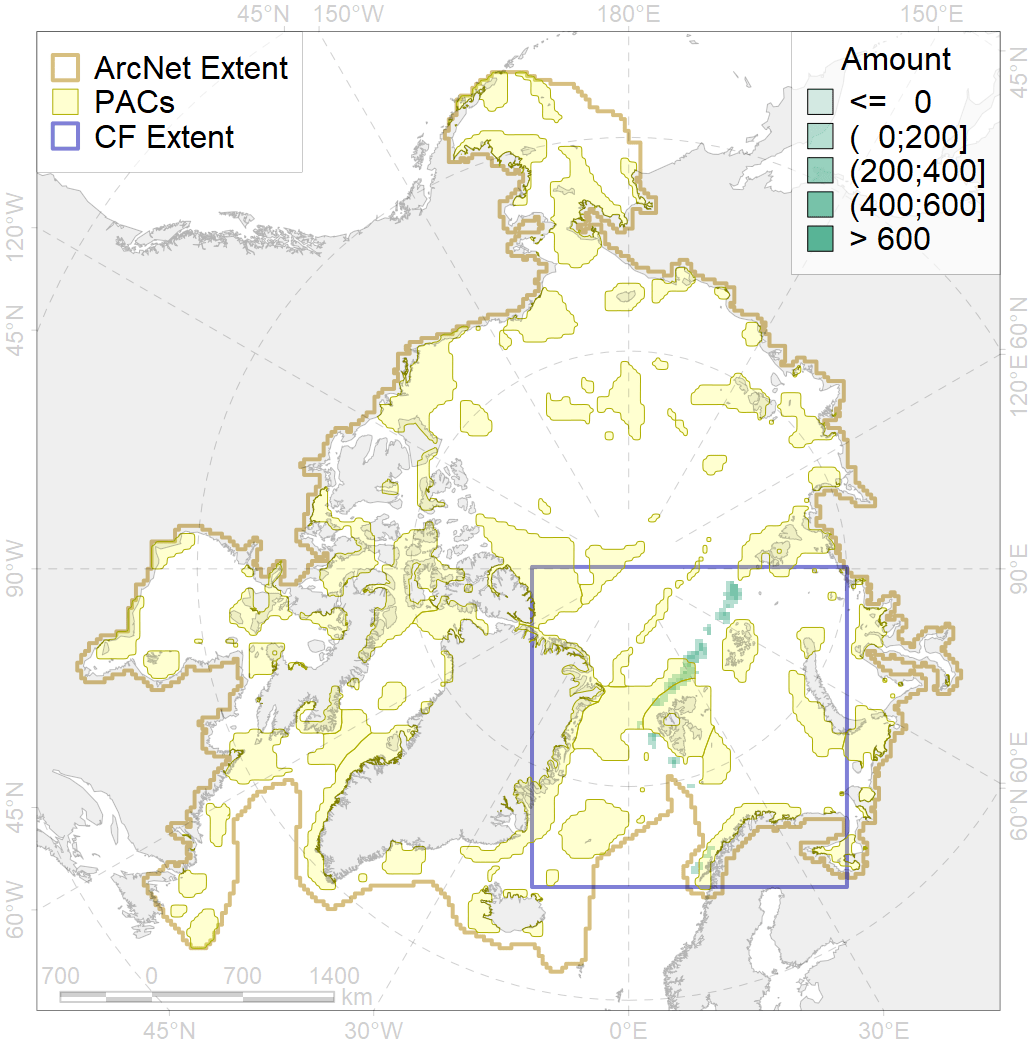 45°N 150°W 180°E 150°E
ArcNet Extent
PACs
CF Extent
Amount
<= 0
( 0;200]
(200;400]
(400;600]
> 600
45°N
120°W
60°N
45°N
120°E
90°W
90°E
60°E
45°N
60°N
60°W
700 0 700 1400
km
45°N 30°W 0°E 30°E